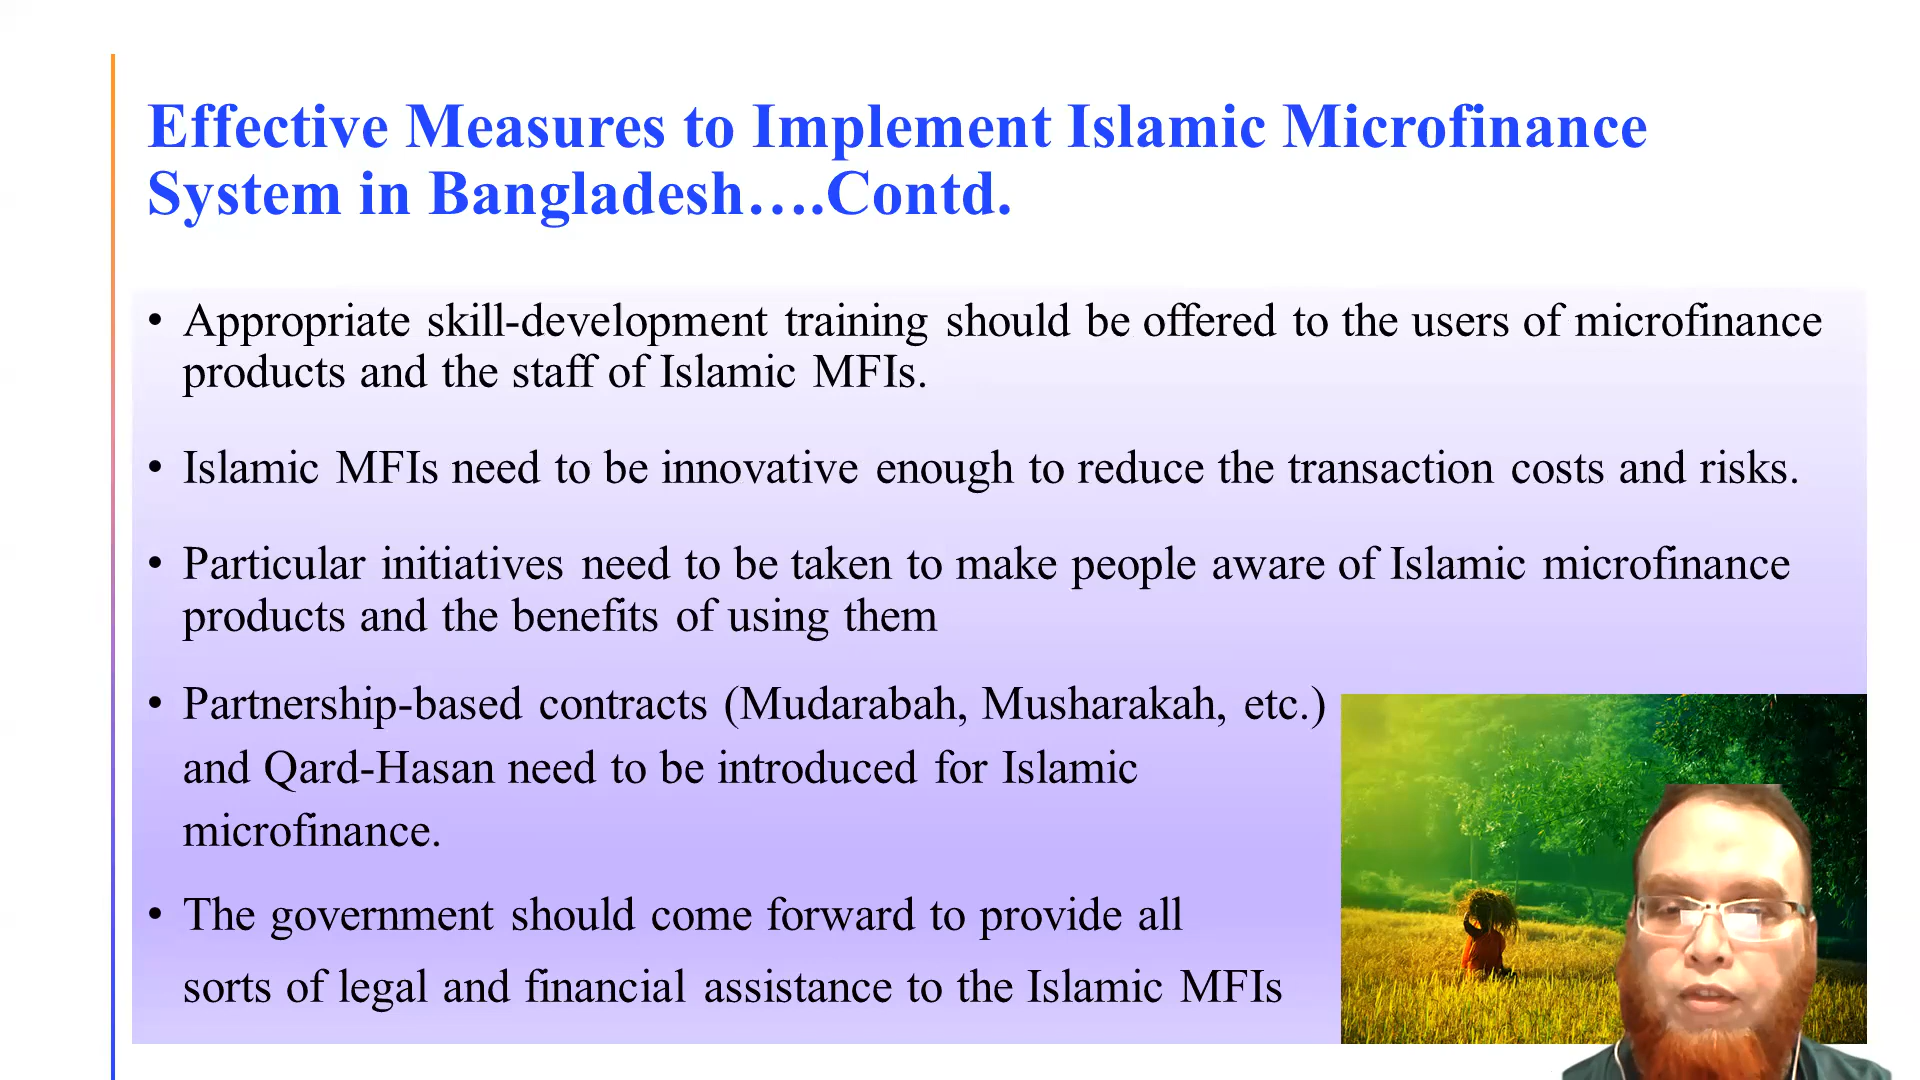 Effective Measures to Implement Islamic Microfinance
System in Bangladesh….Contd.
• Appropriate skill-development training should be offered to the users of microfinance
products and the staff of Islamic MFIs.
• Islamic MFIs need to be innovative enough to reduce the transaction costs and risks.
• Particular initiatives need to be taken to make people aware of Islamic microfinance
products and the benefits of using them
• Partnership-based contracts (Mudarabah, Musharakah, etc.)
and Qard-Hasan need to be introduced for Islamic
microfinance.
• The government should come forward to provide all
sorts of legal and financial assistance to the Islamic MFIs